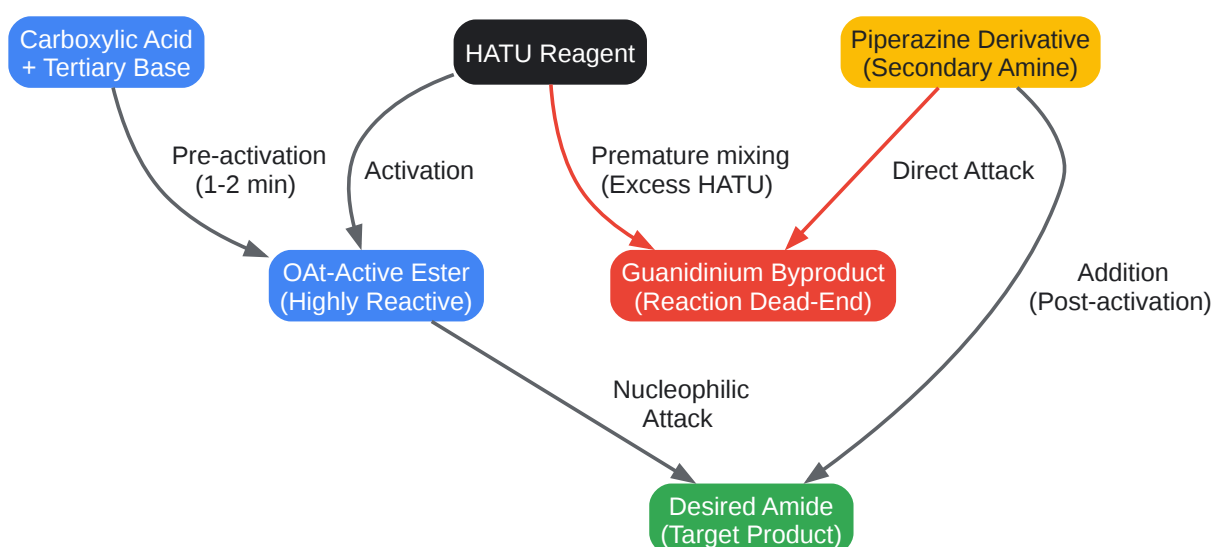 Carboxylic Acid
+ Tertiary Base
HATU Reagent
Piperazine Derivative
(Secondary Amine)
Pre-activation
(1-2 min)
Activation
Premature mixing
(Excess HATU)
Direct Attack
OAt-Active Ester
(Highly Reactive)
Guanidinium Byproduct
(Reaction Dead-End)
Addition
(Post-activation)
Nucleophilic
Attack
Desired Amide
(Target Product)